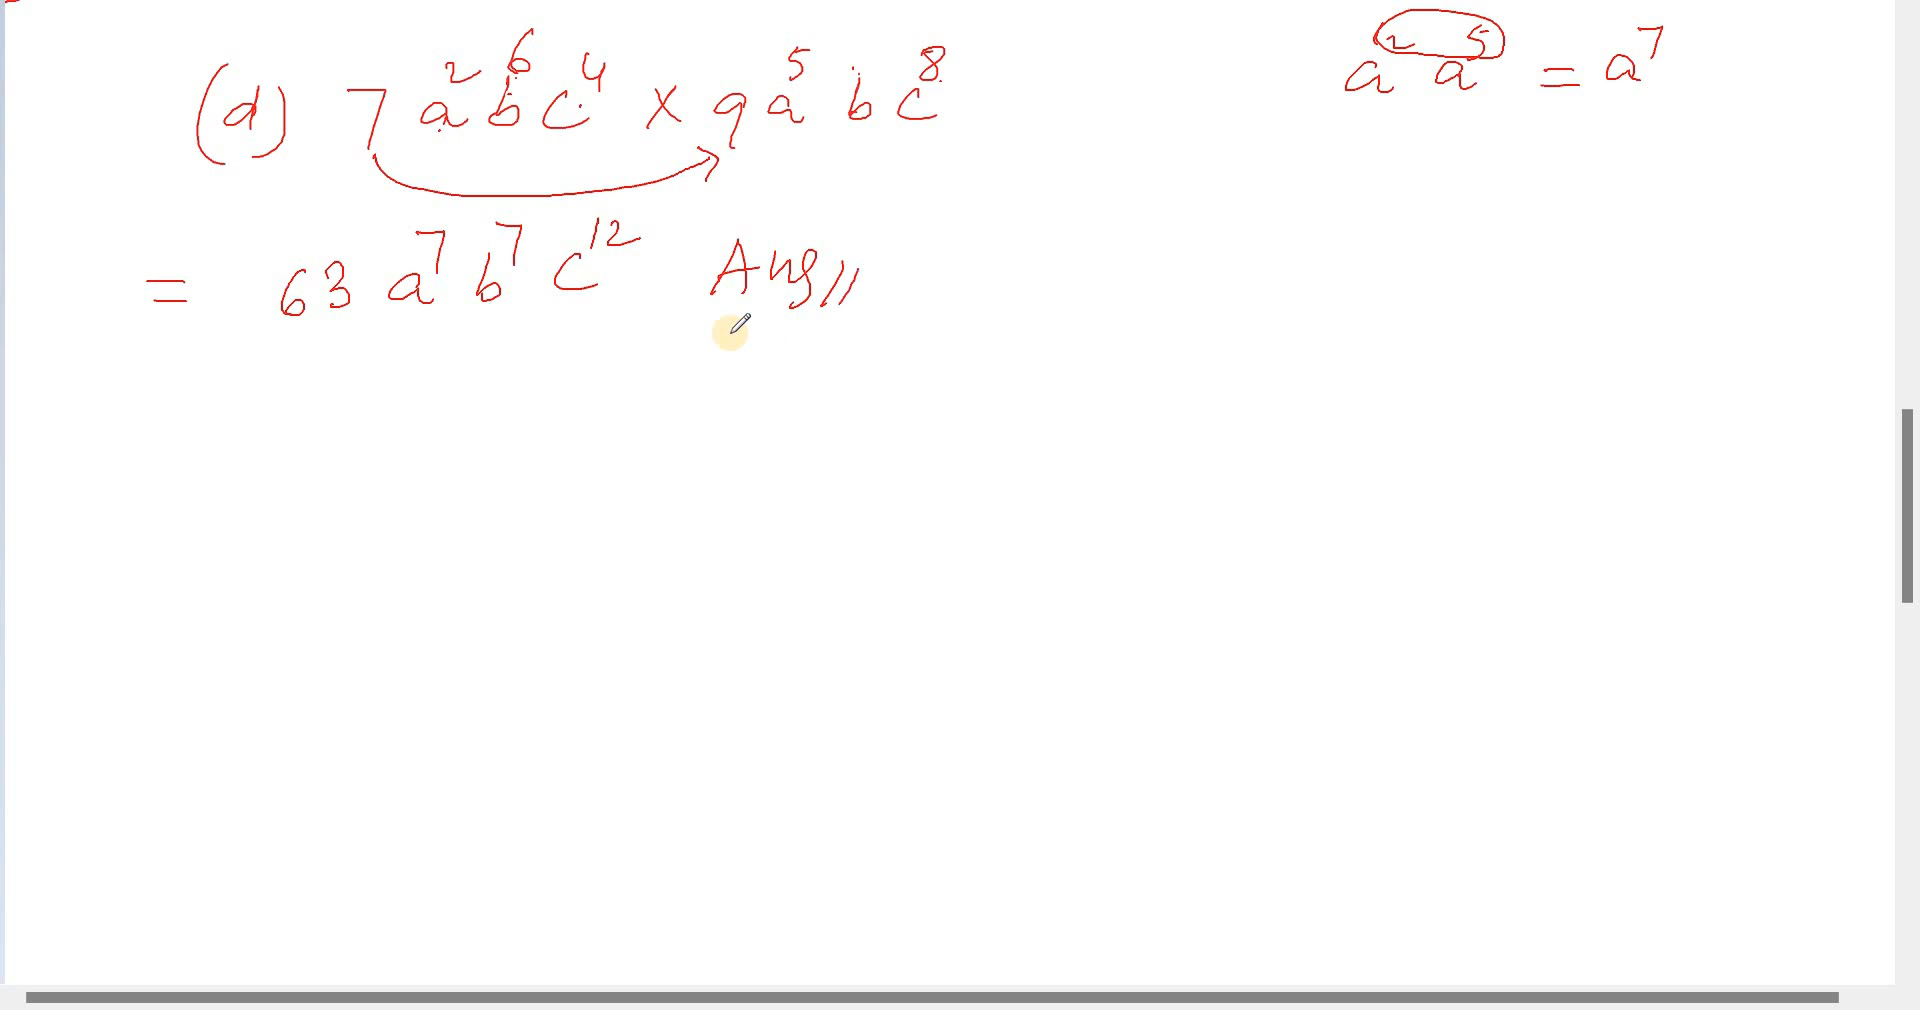 (d) 7 a² b⁶ c⁴ × 9 a⁵ b c⁸
a² a⁵ = a⁷
= 63 a⁷ b⁷ c¹² Ans //